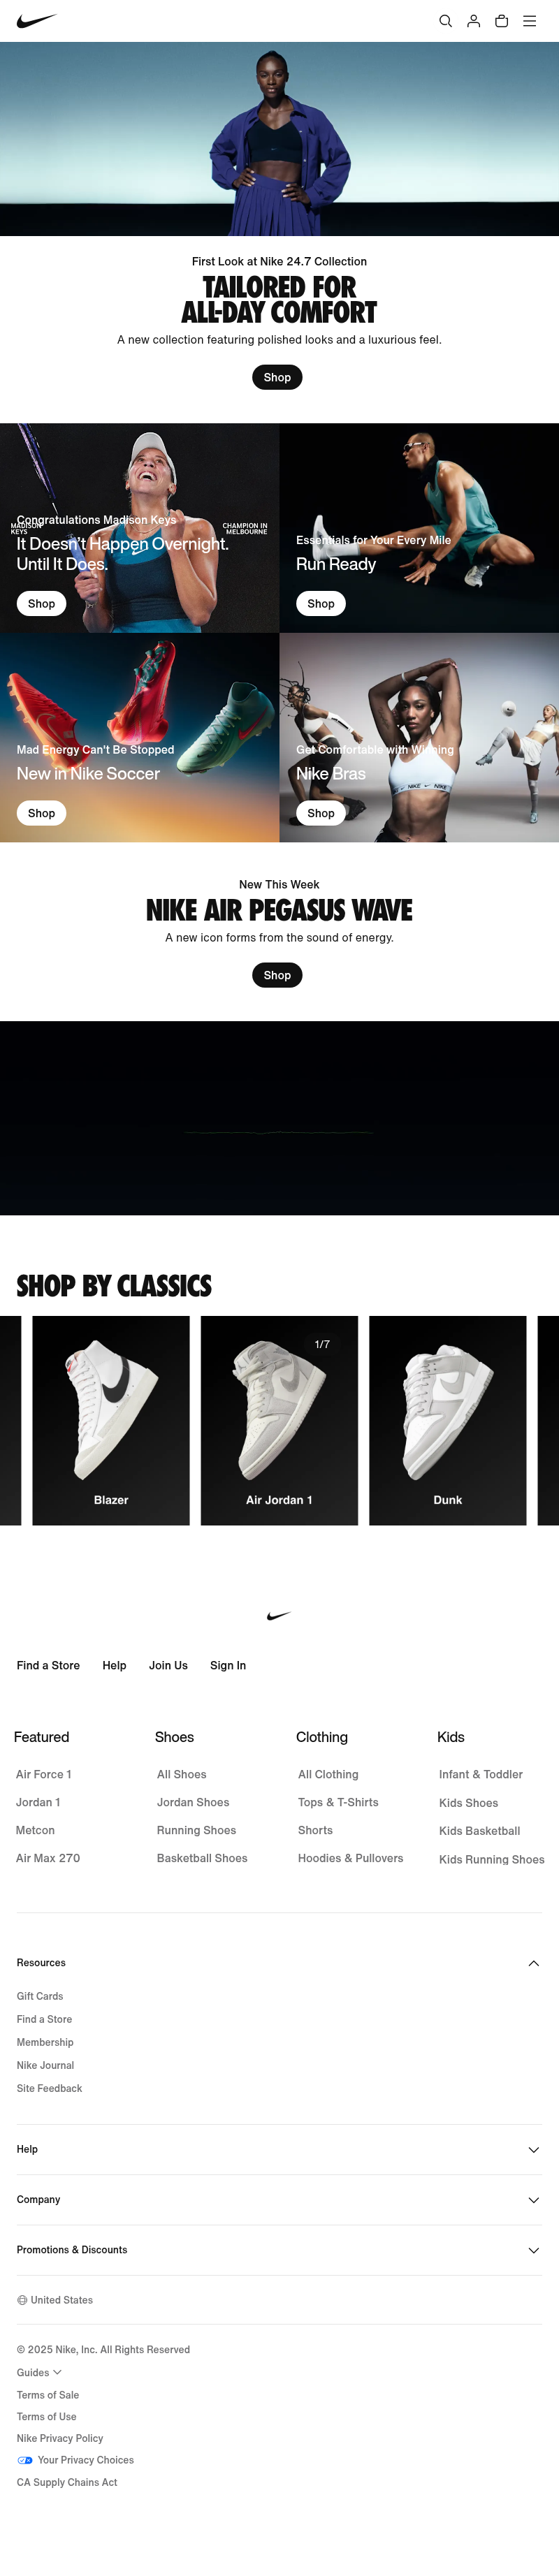 First Look at Nike 24.7 Collection
TAILORED FOR
ALL-DAY COMFORT
A new collection featuring polished looks and a luxurious feel.
Shop
Congratulations Madison Keys
MADISON
KEYS
CHAMPION IN
MELBOURNE
It Doesn’t Happen Overnight.
Until It Does.
Shop
Essentials for Your Every Mile
Run Ready
Shop
Mad Energy Can't Be Stopped
New in Nike Soccer
Shop
Get Comfortable with Winning
Nike Bras
NIKE
NIKE
Shop
New This Week
NIKE AIR PEGASUS WAVE
A new icon forms from the sound of energy.
Shop
SHOP BY CLASSICS
1/7
Blazer
Air Jordan 1
Dunk
Find a Store
Help
Join Us
Sign In
Featured
Air Force 1
Jordan 1
Metcon
Air Max 270
Shoes
All Shoes
Jordan Shoes
Running Shoes
Basketball Shoes
Clothing
All Clothing
Tops & T-Shirts
Shorts
Hoodies & Pullovers
Kids
Infant & Toddler
Kids Shoes
Kids Basketball
Kids Running Shoes
Resources
Gift Cards
Find a Store
Membership
Nike Journal
Site Feedback
Help
Company
Promotions & Discounts
United States
© 2025 Nike, Inc. All Rights Reserved
Guides
Terms of Sale
Terms of Use
Nike Privacy Policy
Your Privacy Choices
CA Supply Chains Act